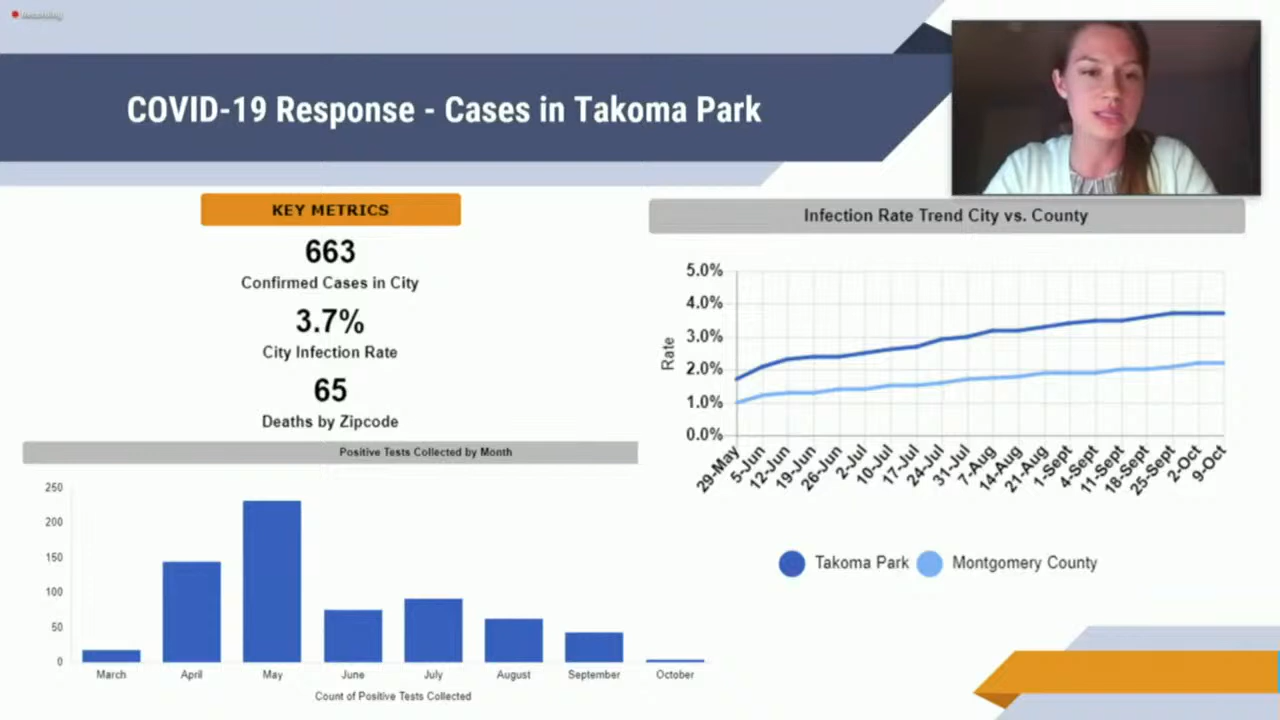 Recording
COVID-19 Response - Cases in Takoma Park
KEY METRICS
663
Confirmed Cases in City
3.7%
City Infection Rate
65
Deaths by Zipcode
Positive Tests Collected by Month
250
200
150
100
50
0
March April May June July August September October
Count of Positive Tests Collected
Infection Rate Trend City vs. County
Rate
5.0%
4.0%
3.0%
2.0%
1.0%
0.0%
29-May 5-Jun 12-Jun 19-Jun 26-Jun 2-Jul 10-Jul 17-Jul 24-Jul 31-Jul 7-Aug 14-Aug 21-Aug 1-Sept 4-Sept 11-Sept 18-Sept 25-Sept 2-Oct 9-Oct
Takoma Park Montgomery County